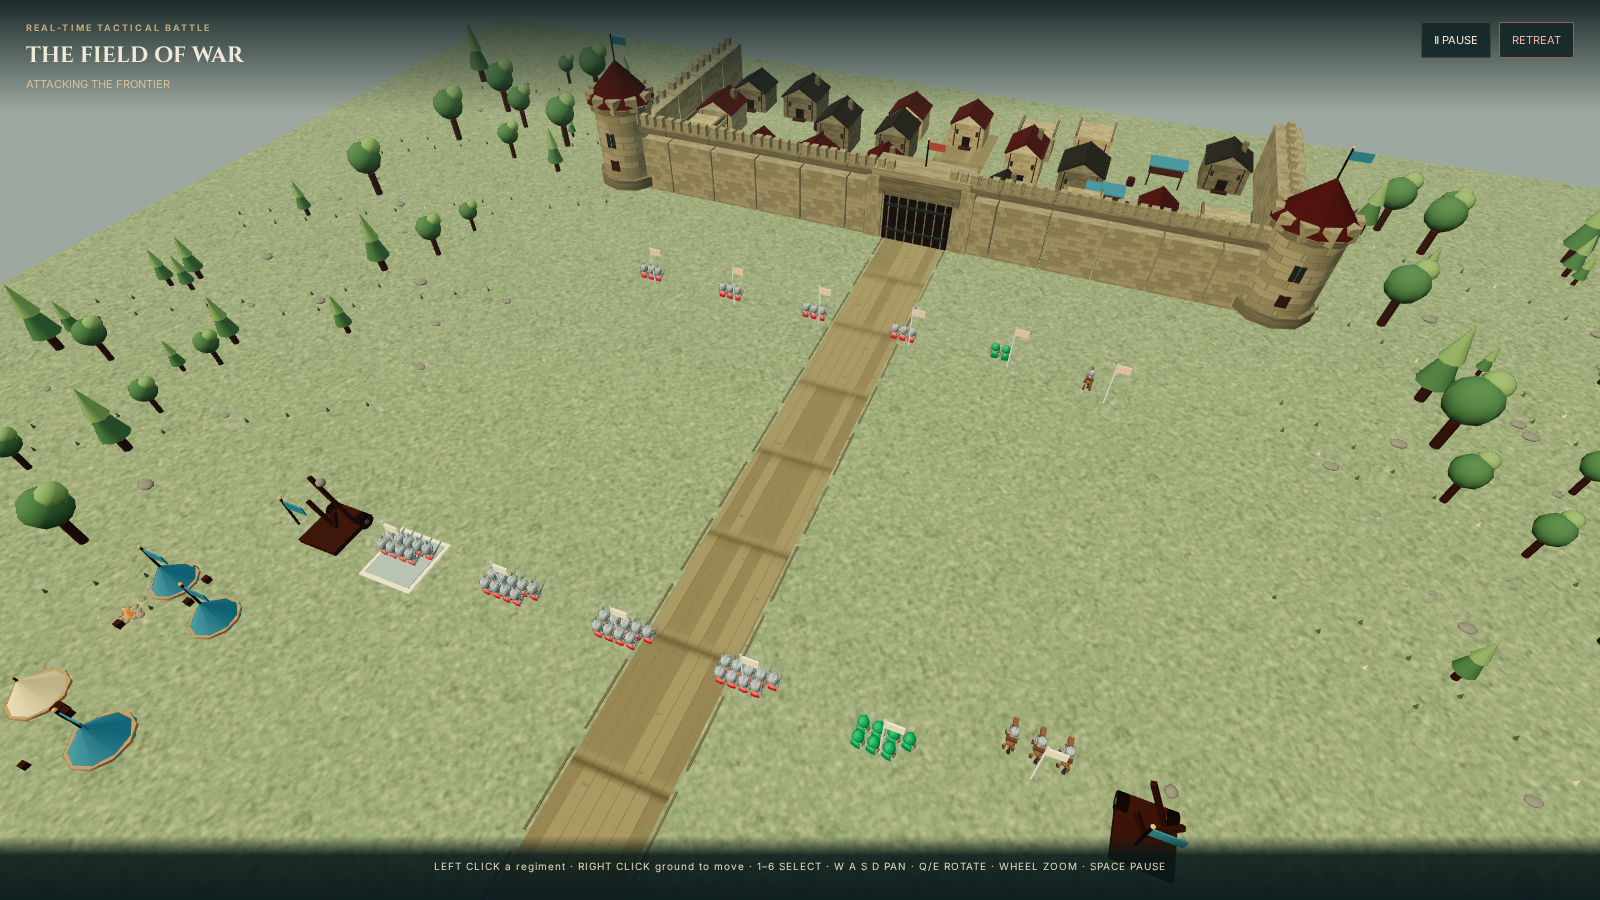 REAL-TIME TACTICAL BATTLE
THE FIELD OF WAR
ATTACKING THE FRONTIER
II PAUSE
RETREAT
LEFT CLICK a regiment · RIGHT CLICK ground to move · 1–6 SELECT · W A S D PAN · Q/E ROTATE · WHEEL ZOOM · SPACE PAUSE